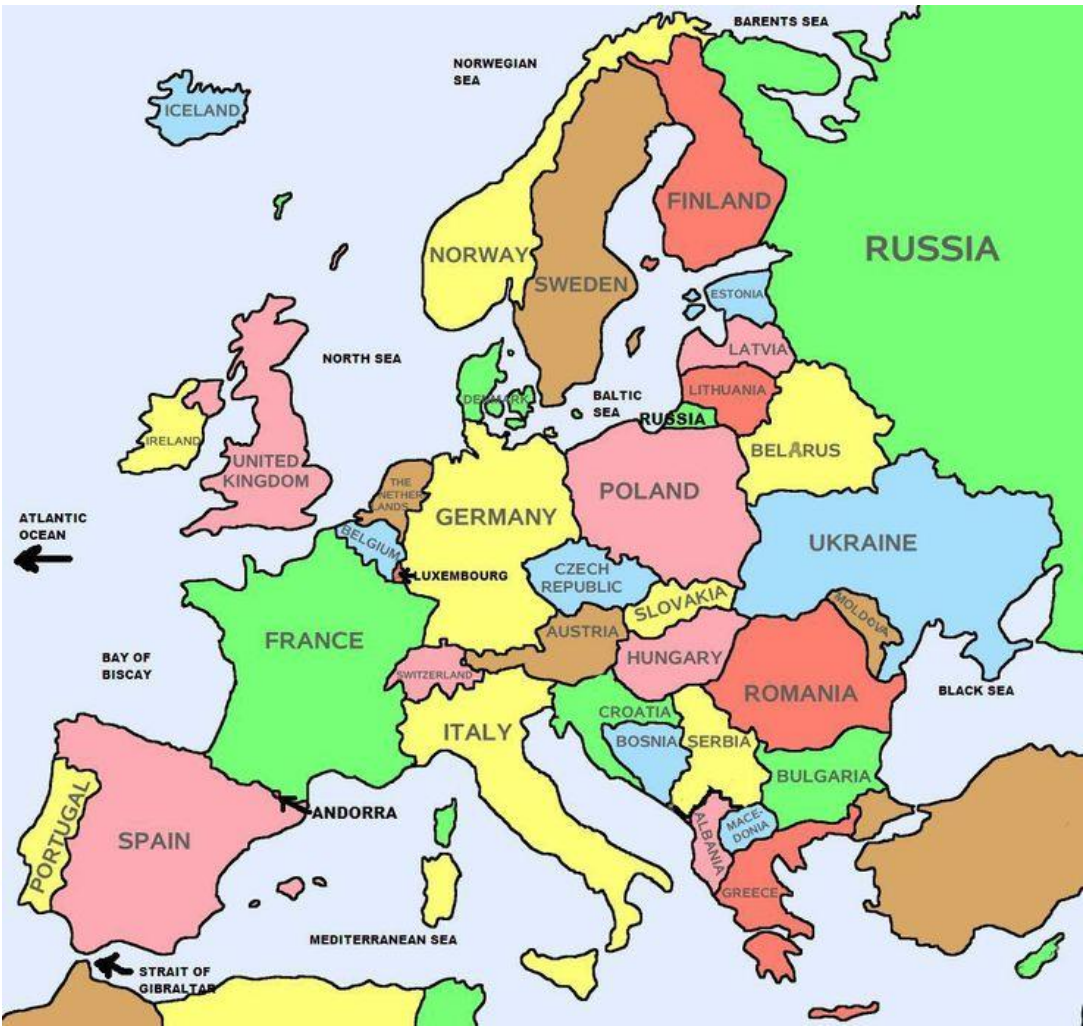 BARENTS SEA
NORWEGIAN
SEA
ICELAND
FINLAND
RUSSIA
NORWAY
SWEDEN
ESTONIA
NORTH SEA
LATVIA
LITHUANIA
DENMARK
BALTIC
SEA
RUSSIA
IRELAND
UNITED
KINGDOM
BELARUS
THE
NETHER
LANDS
POLAND
GERMANY
ATLANTIC
OCEAN
BELGIUM
UKRAINE
LUXEMBOURG
CZECH
REPUBLIC
SLOVAKIA
MOLDOVA
FRANCE
AUSTRIA
HUNGARY
BAY OF
BISCAY
SWITZERLAND
ROMANIA
BLACK SEA
CROATIA
ITALY
BOSNIA
SERBIA
BULGARIA
ANDORRA
PORTUGAL
SPAIN
ALBANIA
MACE-
DONIA
GREECE
MEDITERRANEAN SEA
STRAIT OF
GIBRALTAR